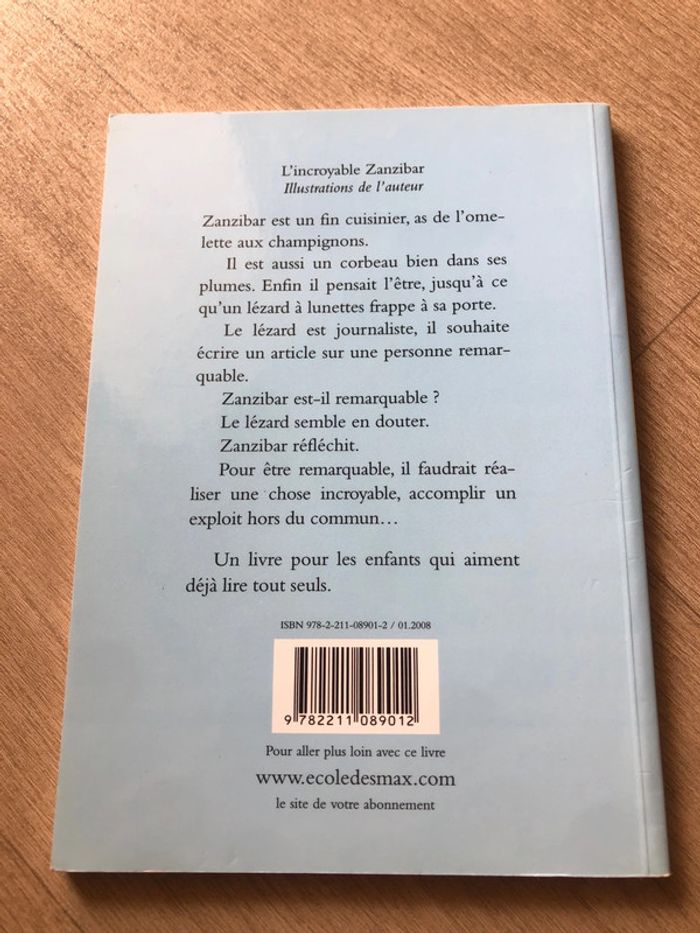 L'incroyable Zanzibar
Illustrations de l'auteur
Zanzibar est un fin cuisinier, as de l'ome-
lette aux champignons.
Il est aussi un corbeau bien dans ses
plumes. Enfin il pensait l'être, jusqu'à ce
qu'un lézard à lunettes frappe à sa porte.
Le lézard est journaliste, il souhaite
écrire un article sur une personne remar-
quable.
Zanzibar est-il remarquable ?
Le lézard semble en douter.
Zanzibar réfléchit.
Pour être remarquable, il faudrait réa-
liser une chose incroyable, accomplir un
exploit hors du commun…
Un livre pour les enfants qui aiment
déjà lire tout seuls.
ISBN 978-2-211-08901-2 / 01.2008
9 782211 089012
Pour aller plus loin avec ce livre
www.ecoledesmax.com
le site de votre abonnement